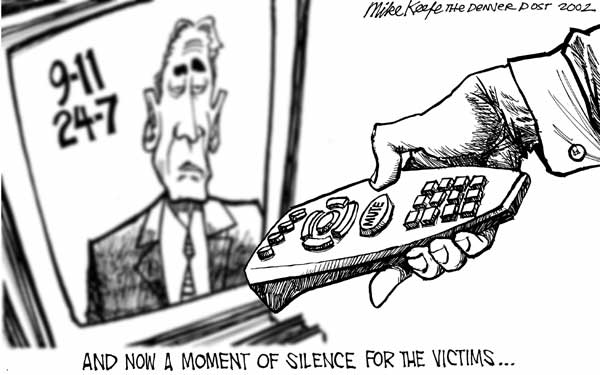 Mike Keefe THE DENVER POST 2002
9-11
24-7
MUTE
AND NOW A MOMENT OF SILENCE FOR THE VICTIMS...